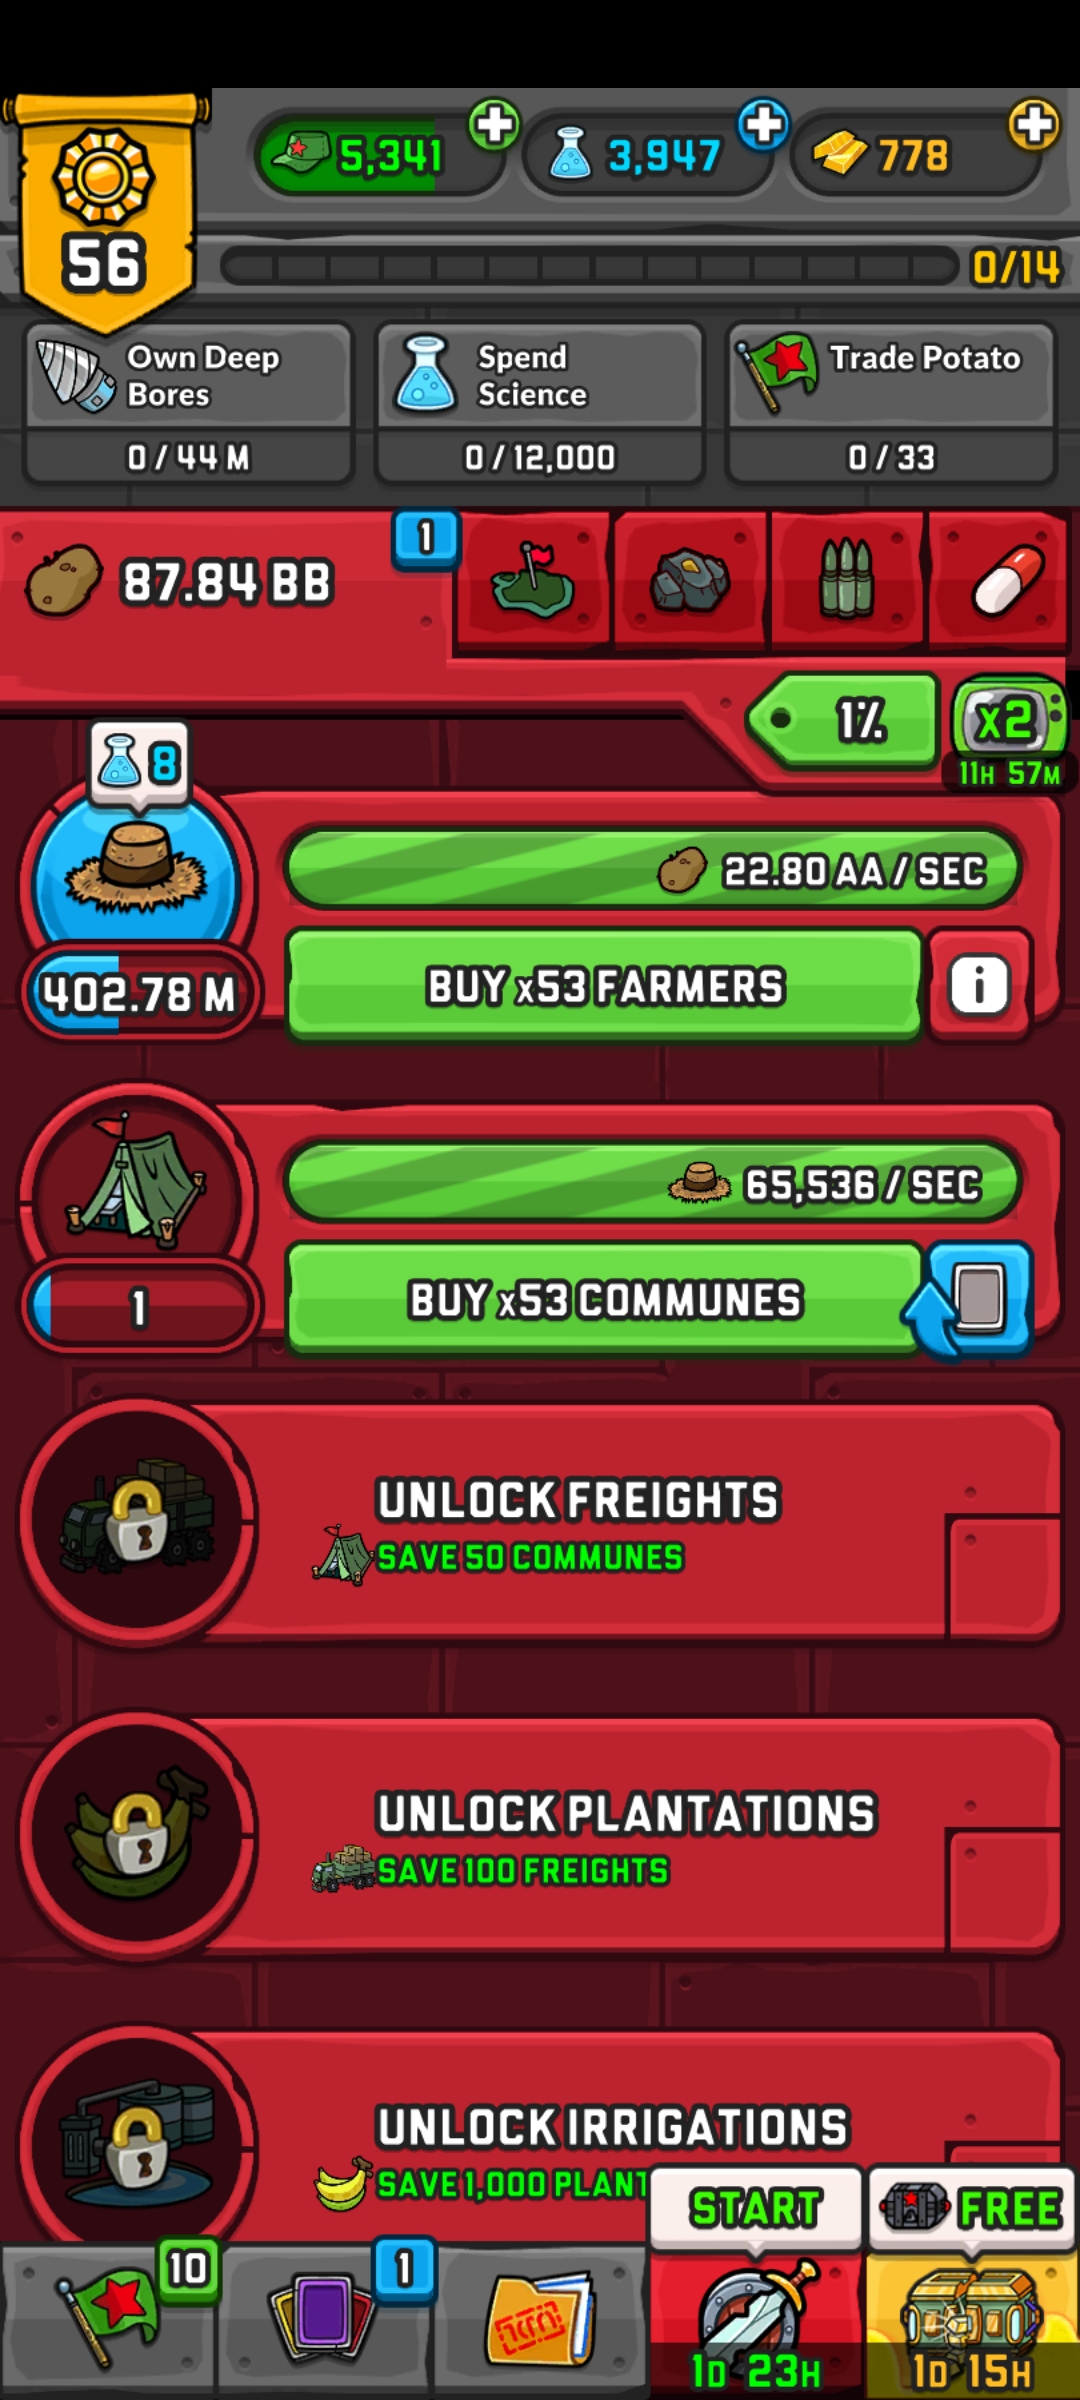 5,341
3,947
778
56
0/14
Own Deep
Bores
0 / 44 M
Spend
Science
0 / 12,000
Trade Potato
0 / 33
87.84 BB
1
1%
x2
11H 57M
8
22.80 AA / SEC
402.78 M
BUY x53 FARMERS
i
65,536 / SEC
1
BUY x53 COMMUNES
UNLOCK FREIGHTS
SAVE 50 COMMUNES
UNLOCK PLANTATIONS
SAVE 100 FREIGHTS
UNLOCK IRRIGATIONS
SAVE 1,000 PLANT
START
FREE
10
1
1D 23H
1D 15H